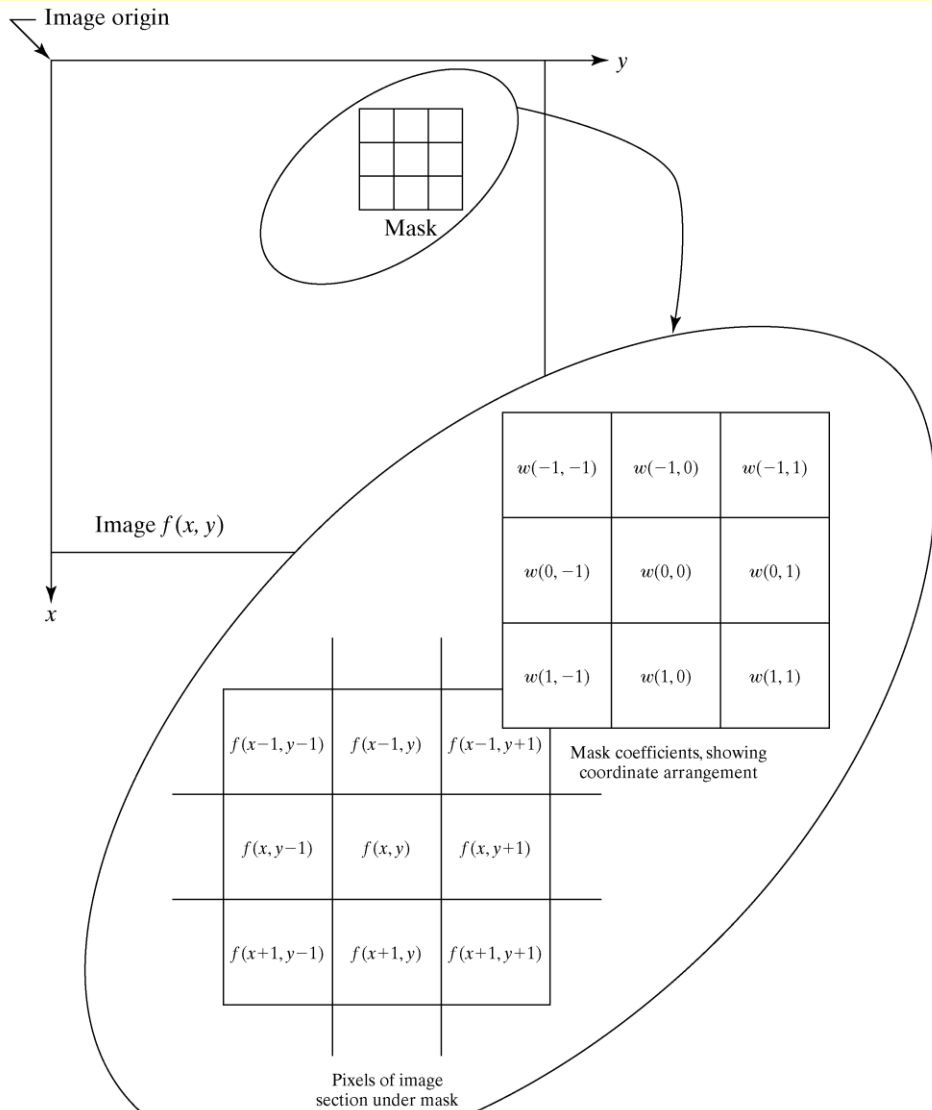 Image origin
y
Mask
Image f(x, y)
x
w(−1, −1) w(−1, 0) w(−1, 1)
w(0, −1) w(0, 0) w(0, 1)
w(1, −1) w(1, 0) w(1, 1)
Mask coefficients, showing
coordinate arrangement
f(x−1, y−1) f(x−1, y) f(x−1, y+1)
f(x, y−1) f(x, y) f(x, y+1)
f(x+1, y−1) f(x+1, y) f(x+1, y+1)
Pixels of image
section under mask